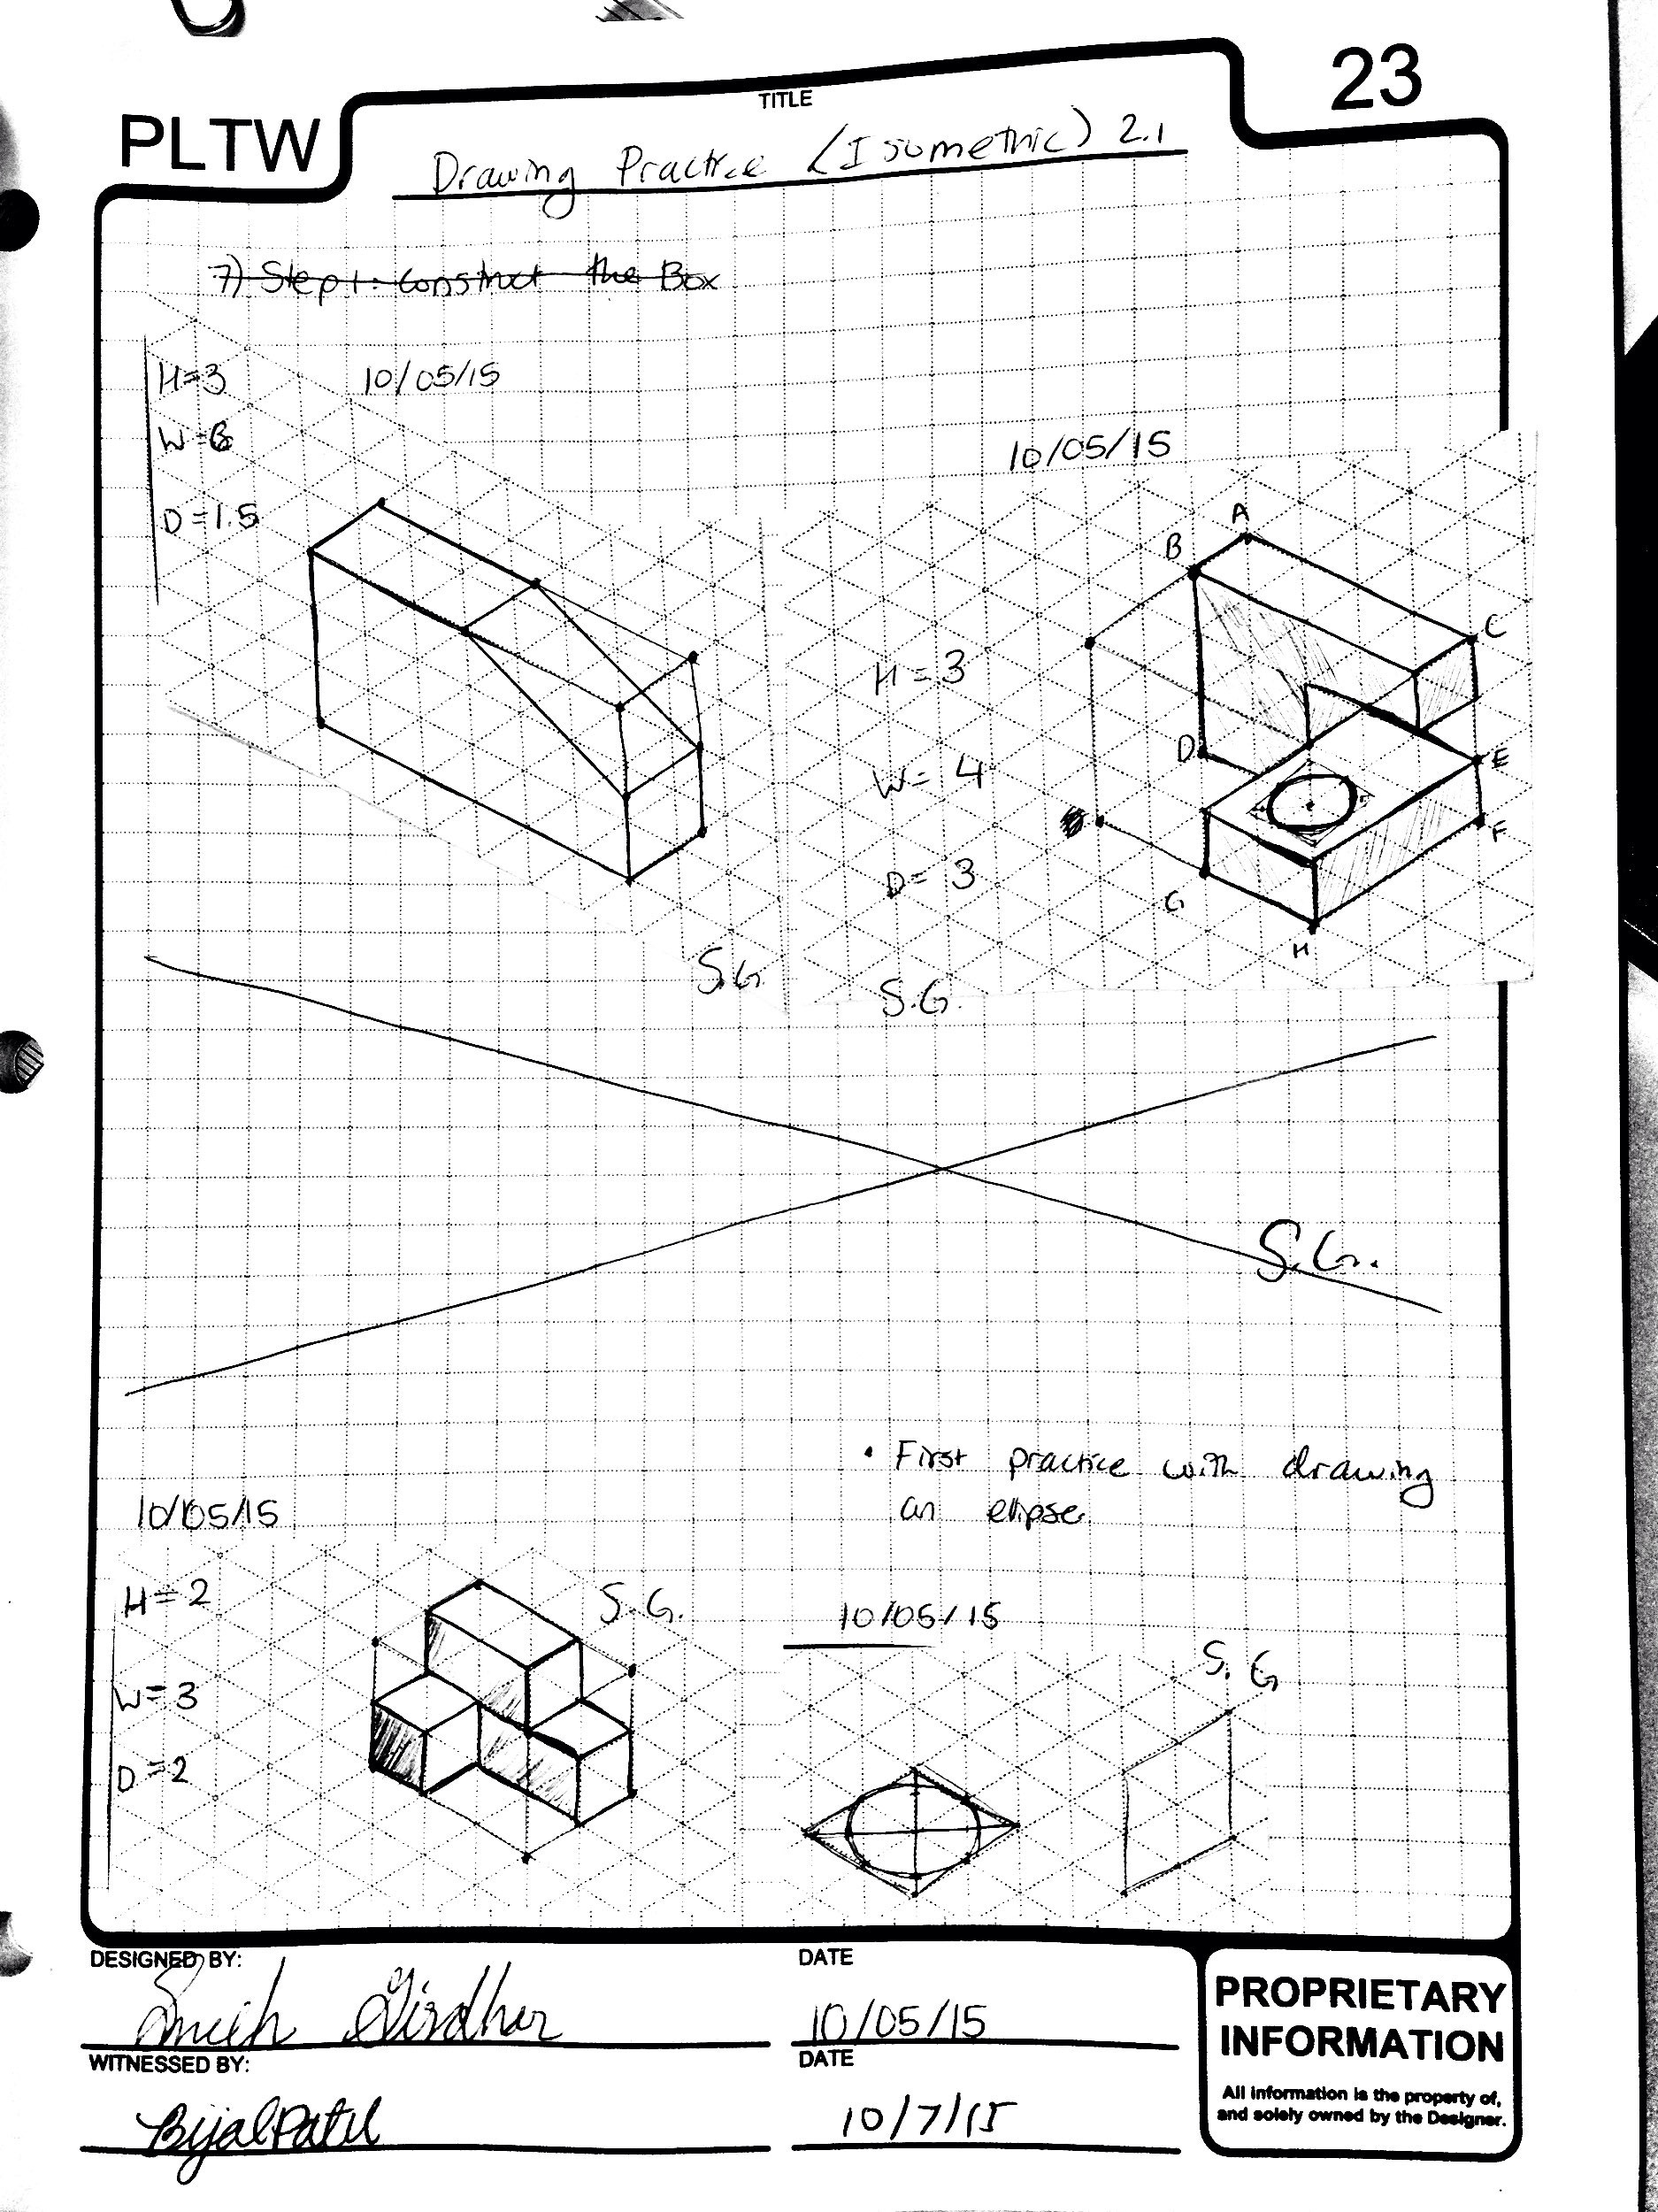 PLTW
TITLE
23
Drawing Practice (Isometric) 2.1
7) Step 1: Construct the Box
H=3
10/05/15
W=6
D=1.5
10/05/15
A
B
C
H=3
D
E
W=4
F
D=3
G
H
S.G.
S.G.
S.G.
• First practice with drawing
an elipse
10/05/15
H=2
S.G.
10/05/15
W=3
S.G
D=2
DESIGNED BY:
Girdhar
DATE
10/05/15
WITNESSED BY:
Bijal Patel
DATE
10/7/15
PROPRIETARY
INFORMATION
All information is the property of,
and solely owned by the Designer.